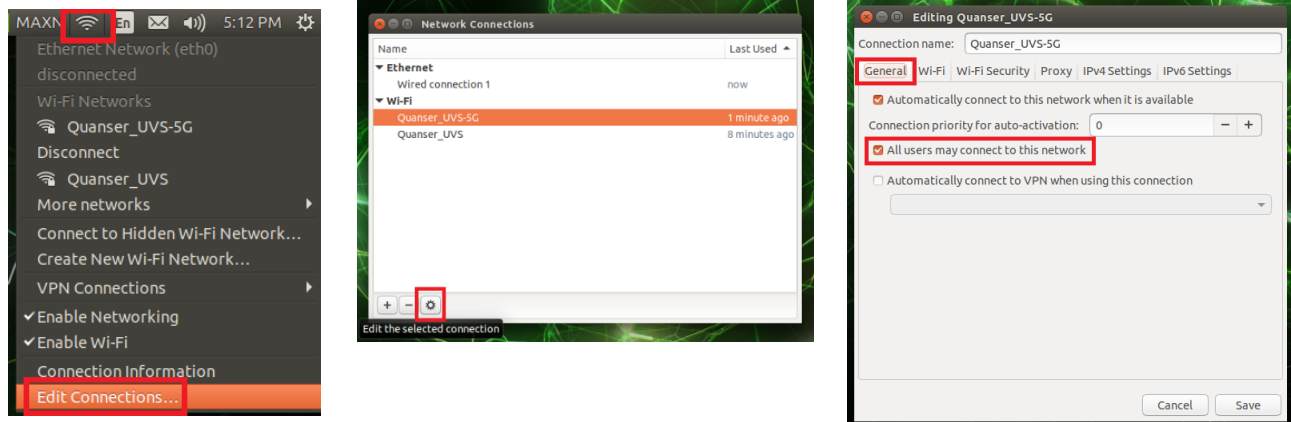 MAXN En 5:12 PM
Ethernet Network (eth0)
disconnected
Wi-Fi Networks
Quanser_UVS-5G
Disconnect
Quanser_UVS
More networks
Connect to Hidden Wi-Fi Network...
Create New Wi-Fi Network...
VPN Connections
Enable Networking
Enable Wi-Fi
Connection Information
Edit Connections...
Network Connections
Name Last Used
Ethernet
Wired connection 1 now
Wi-Fi
Quanser_UVS-5G 1 minute ago
Quanser_UVS 8 minutes ago
Edit the selected connection
Editing Quanser_UVS-5G
Connection name: Quanser_UVS-5G
General Wi-Fi Wi-Fi Security Proxy IPv4 Settings IPv6 Settings
Automatically connect to this network when it is available
Connection priority for auto-activation: 0 − +
All users may connect to this network
Automatically connect to VPN when using this connection
Cancel Save